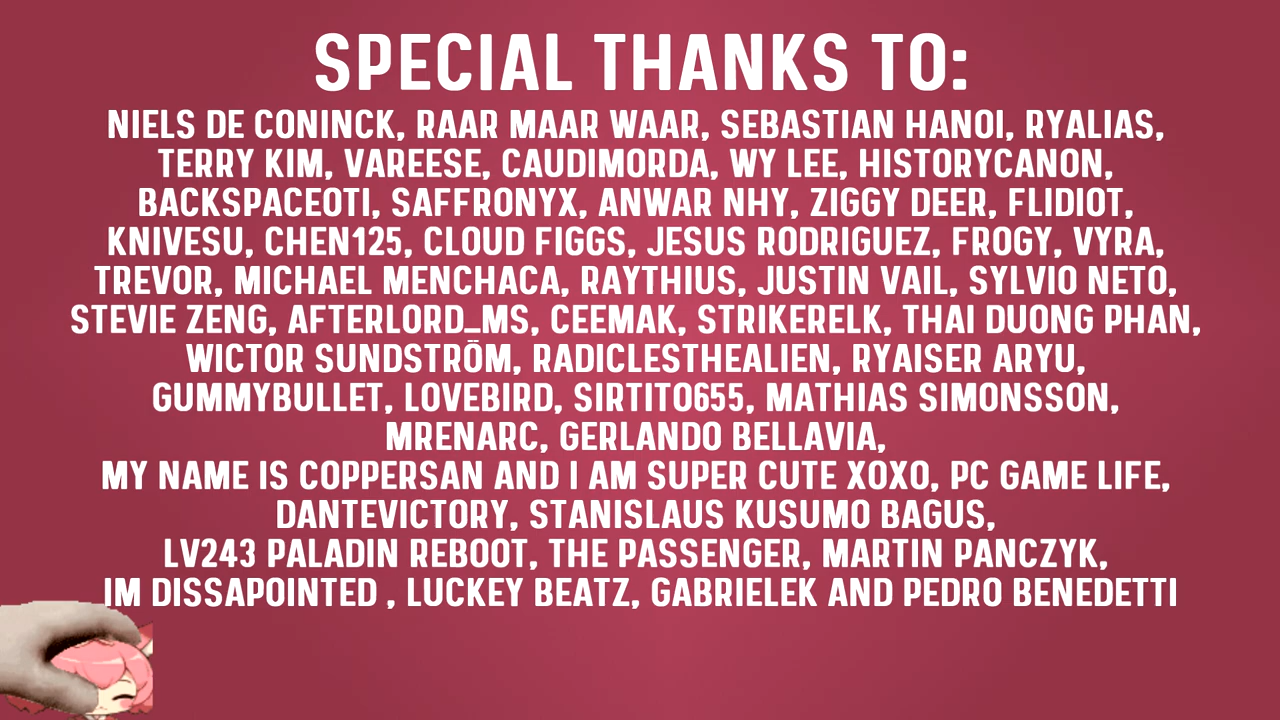 SPECIAL THANKS TO:
NIELS DE CONINCK, RAAR MAAR WAAR, SEBASTIAN HANOI, RYALIAS,
TERRY KIM, VAREESE, CAUDIMORDA, WY LEE, HISTORYCANON,
BACKSPACEOTI, SAFFRONYX, ANWAR NHY, ZIGGY DEER, FLIDIOT,
KNIVESU, CHEN125, CLOUD FIGGS, JESUS RODRIGUEZ, FROGY, VYRA,
TREVOR, MICHAEL MENCHACA, RAYTHIUS, JUSTIN VAIL, SYLVIO NETO,
STEVIE ZENG, AFTERLORD_MS, CEEMAK, STRIKERELK, THAI DUONG PHAN,
WICTOR SUNDSTRÖM, RADICLESTHEALIEN, RYAISER ARYU,
GUMMYBULLET, LOVEBIRD, SIRTITO655, MATHIAS SIMONSSON,
MRENARC, GERLANDO BELLAVIA,
MY NAME IS COPPERSAN AND I AM SUPER CUTE XOXO, PC GAME LIFE,
DANTEVICTORY, STANISLAUS KUSUMO BAGUS,
LV243 PALADIN REBOOT, THE PASSENGER, MARTIN PANCZYK,
IM DISSAPOINTED , LUCKEY BEATZ, GABRIELEK AND PEDRO BENEDETTI